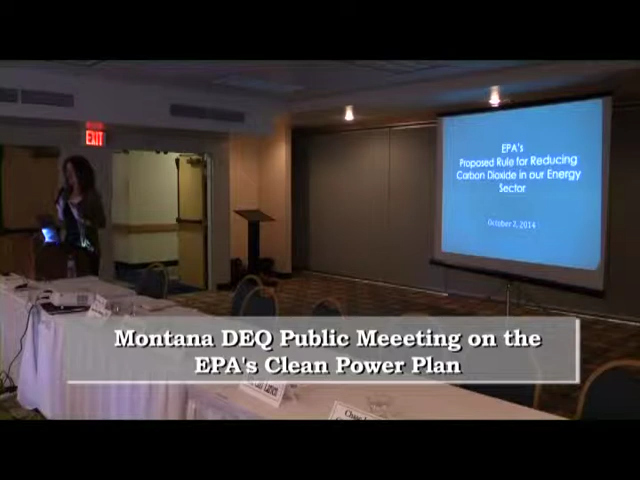 EXIT
EPA's
Proposed Rule for Reducing
Carbon Dioxide in our Energy
Sector
October 7, 2014
Montana DEQ Public Meeeting on the
EPA's Clean Power Plan